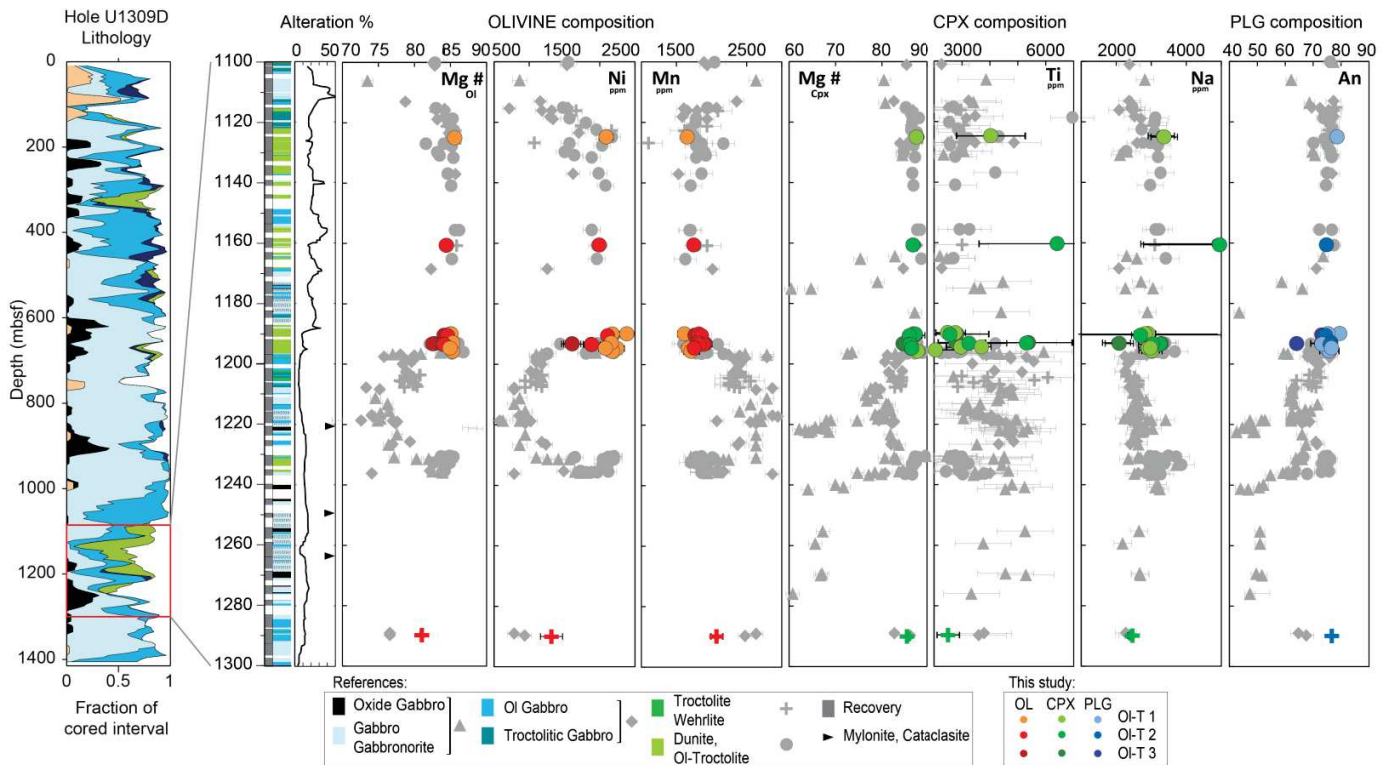 Hole U1309D
Lithology
Alteration %
OLIVINE composition
CPX composition
PLG composition
0 0.5 1
Fraction of
cored interval
Depth (mbsf)
0
200
400
600
800
1000
1200
1400
1100
1120
1140
1160
1180
1200
1220
1240
1260
1280
1300
0 50
70 75 80 85 90
Mg #
Ol
500 1500 2500
Ni
ppm
1500 2500
Mn
ppm
60 70 80 90
Mg #
Cpx
3000 6000
Ti
ppm
2000 4000
Na
ppm
40 50 60 70 80 90
An
References:
Oxide Gabbro
Gabbro
Gabbronorite
Ol Gabbro
Troctolitic Gabbro
Troctolite
Wehrlite
Dunite,
Ol-Troctolite
Recovery
Mylonite, Cataclasite
This study:
OL CPX PLG
Ol-T 1
Ol-T 2
Ol-T 3